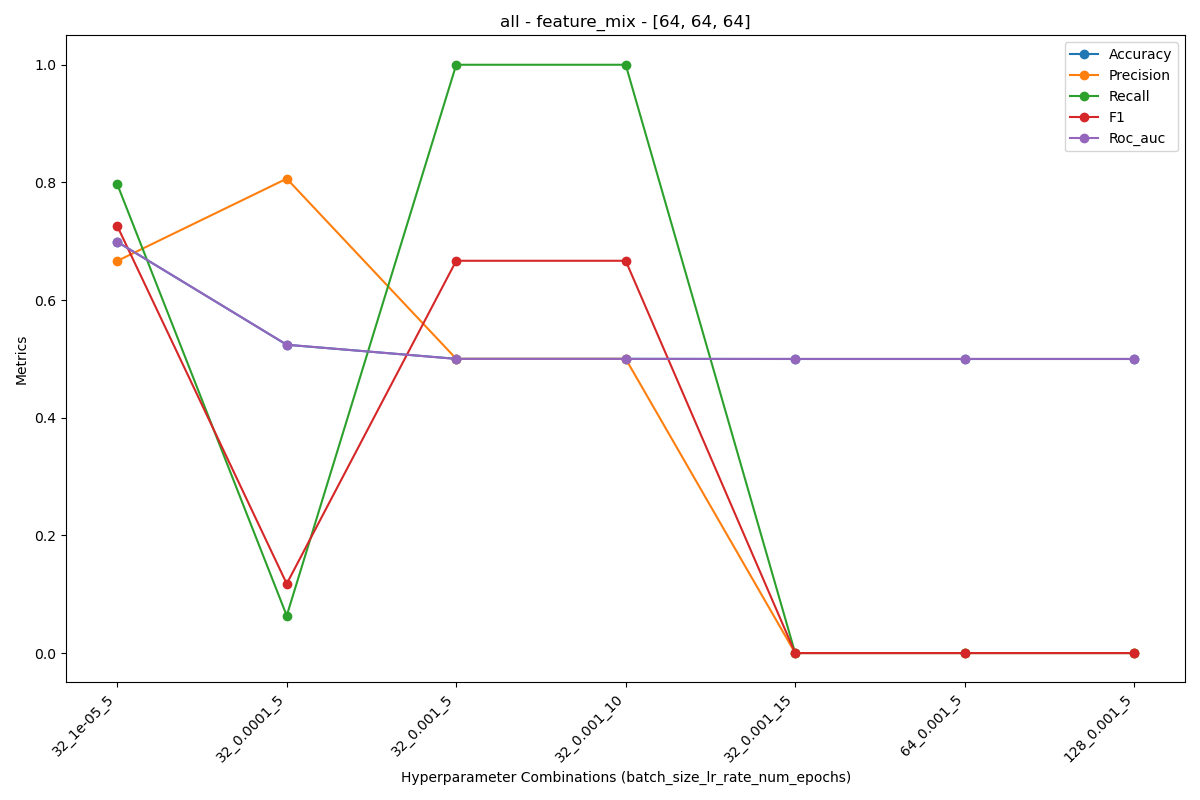 all - feature_mix - [64, 64, 64]
Accuracy
Precision
Recall
F1
Roc_auc
Metrics
1.0
0.8
0.6
0.4
0.2
0.0
32_1e-05_5
32_0.0001_5
32_0.001_5
32_0.001_10
32_0.001_15
64_0.001_5
128_0.001_5
Hyperparameter Combinations (batch_size_lr_rate_num_epochs)